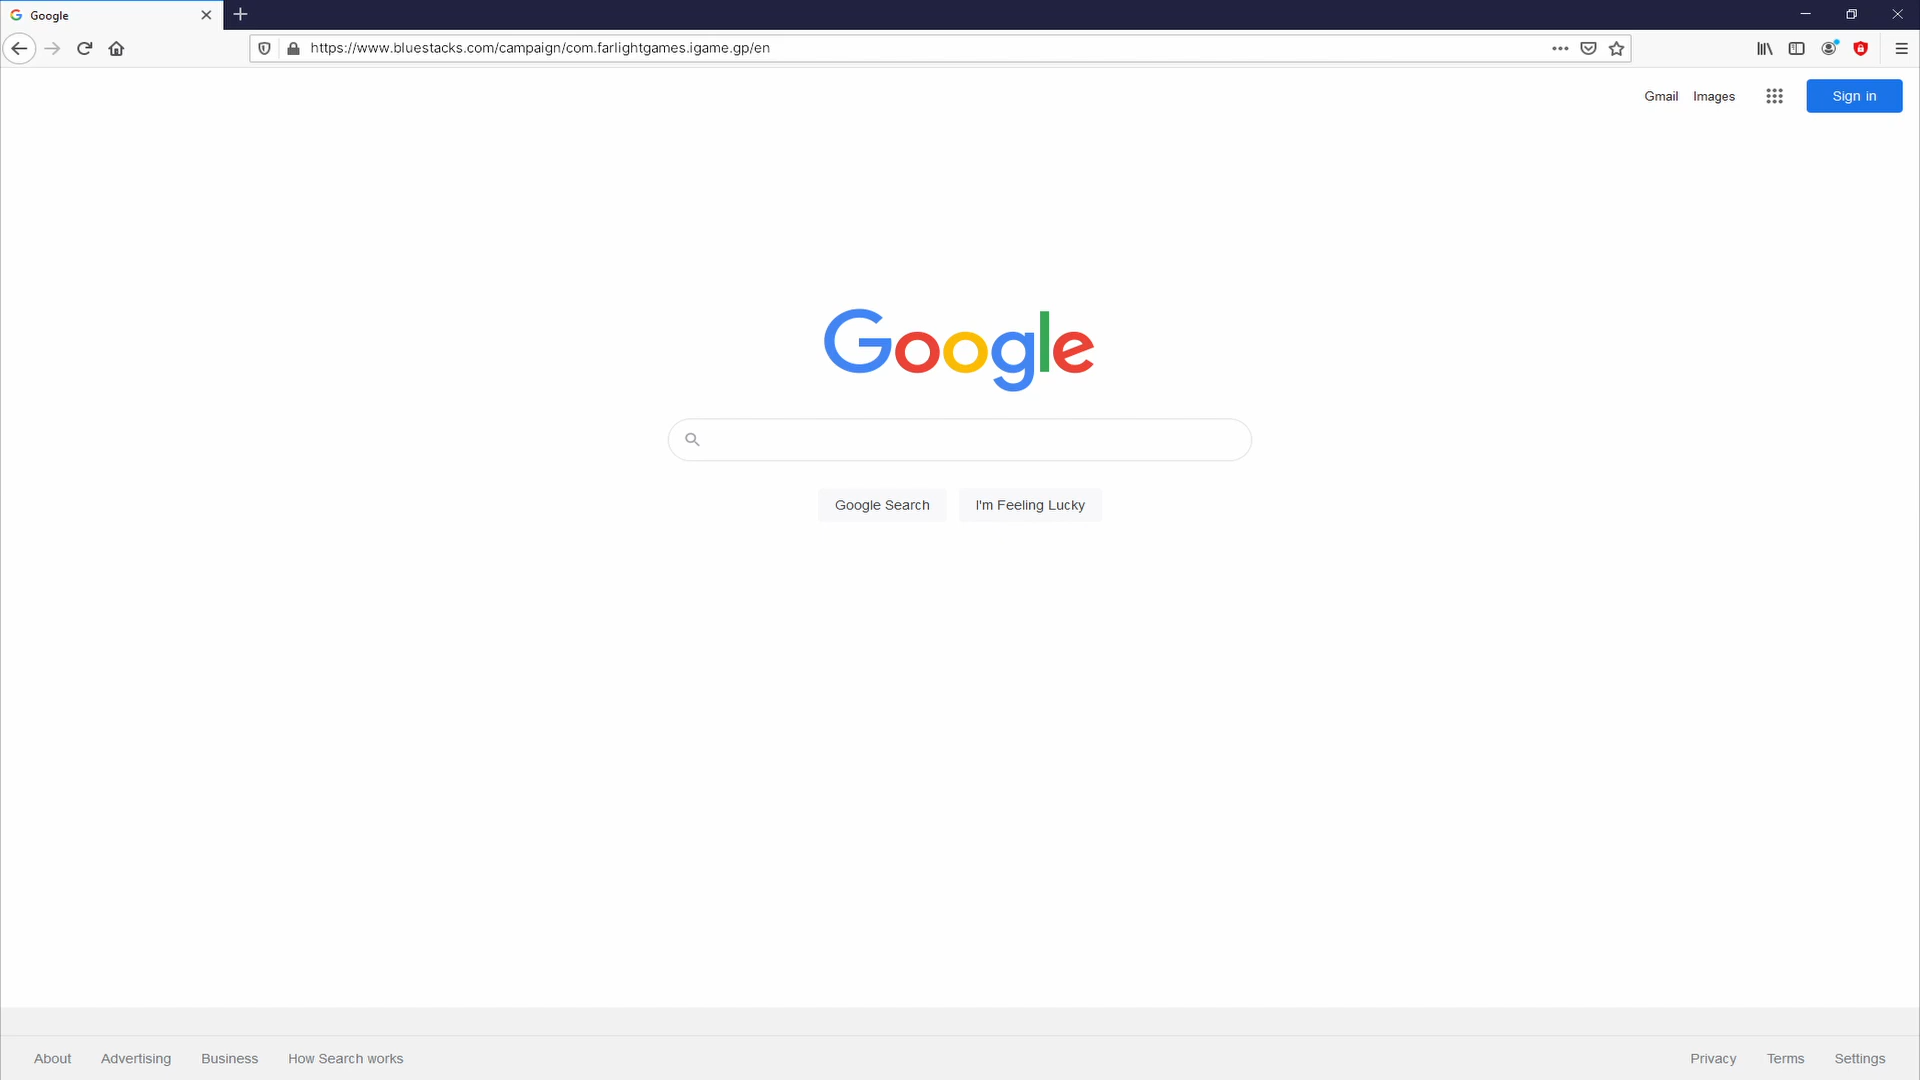 Google
https://www.bluestacks.com/campaign/com.farlightgames.igame.gp/en
Gmail Images Sign in
Google
Google Search I'm Feeling Lucky
About Advertising Business How Search works Privacy Terms Settings